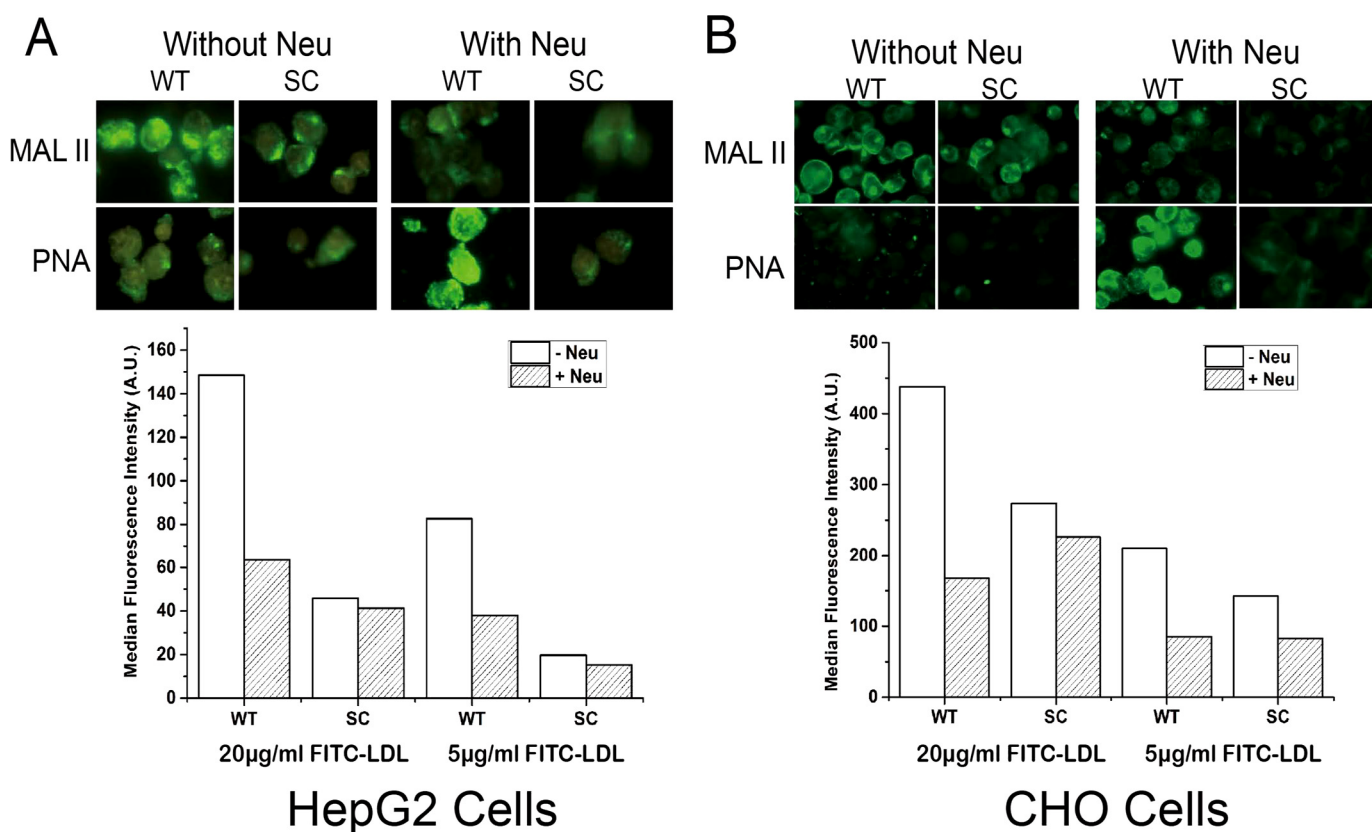 A
Without Neu
With Neu
WT
SC
WT
SC
MAL II
PNA
160
140
120
100
80
60
40
20
0
Median Fluorescence Intensity (A.U.)
- Neu
+ Neu
WT
SC
WT
SC
20µg/ml FITC-LDL
5µg/ml FITC-LDL
HepG2 Cells
B
Without Neu
With Neu
WT
SC
WT
SC
MAL II
PNA
500
400
300
200
100
0
Median Fluorescence Intensity (A.U.)
- Neu
+ Neu
WT
SC
WT
SC
20µg/ml FITC-LDL
5µg/ml FITC-LDL
CHO Cells